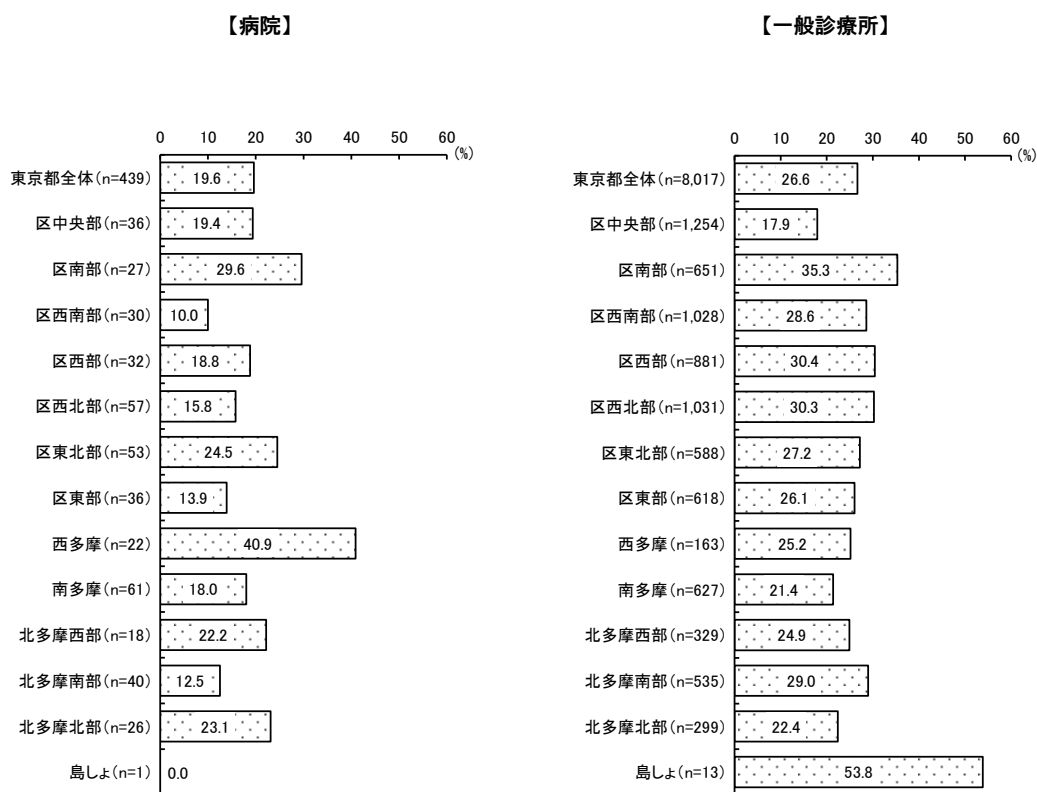 【病院】
0 10 20 30 40 50 60
(%)
東京都全体(n=439) 19.6
区中央部(n=36) 19.4
区南部(n=27) 29.6
区西南部(n=30) 10.0
区西部(n=32) 18.8
区西北部(n=57) 15.8
区東北部(n=53) 24.5
区東部(n=36) 13.9
西多摩(n=22) 40.9
南多摩(n=61) 18.0
北多摩西部(n=18) 22.2
北多摩南部(n=40) 12.5
北多摩北部(n=26) 23.1
島しょ(n=1) 0.0
【一般診療所】
0 10 20 30 40 50 60
(%)
東京都全体(n=8,017) 26.6
区中央部(n=1,254) 17.9
区南部(n=651) 35.3
区西南部(n=1,028) 28.6
区西部(n=881) 30.4
区西北部(n=1,031) 30.3
区東北部(n=588) 27.2
区東部(n=618) 26.1
西多摩(n=163) 25.2
南多摩(n=627) 21.4
北多摩西部(n=329) 24.9
北多摩南部(n=535) 29.0
北多摩北部(n=299) 22.4
島しょ(n=13) 53.8